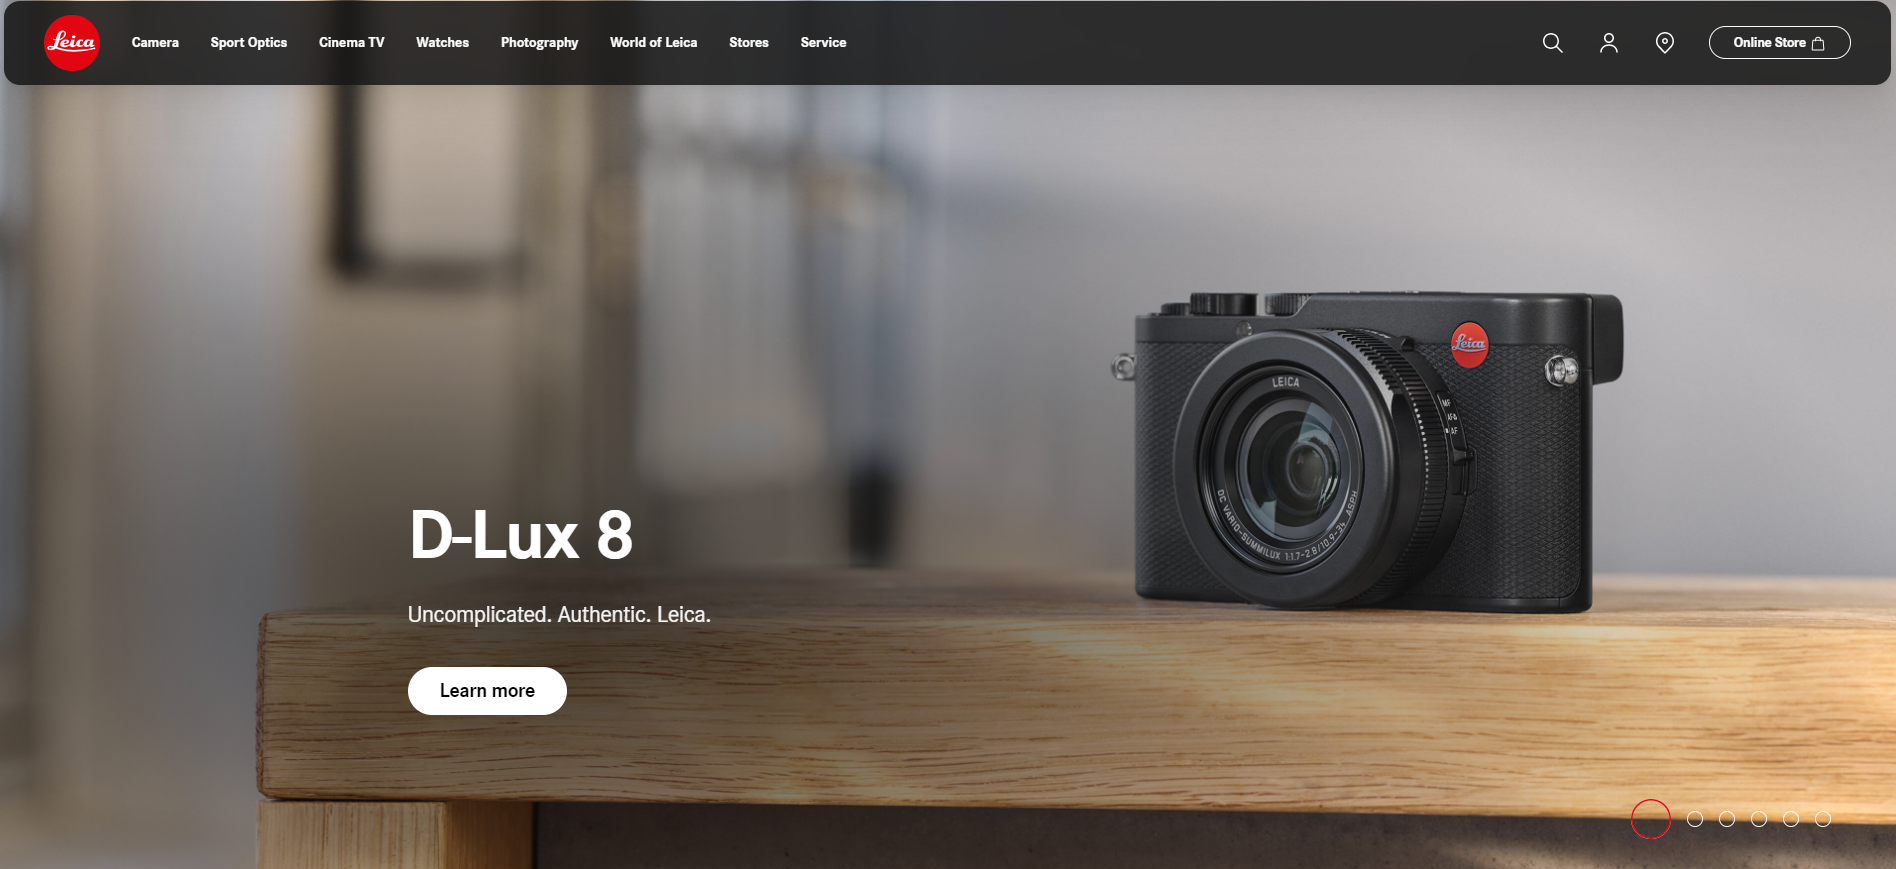 Leica
Camera
Sport Optics
Cinema TV
Watches
Photography
World of Leica
Stores
Service
Online Store
Leica
LEICA
MF
AF
DC VARIO-SUMMILUX 1:1.7-2.8/10.9-34 ASPH
D-Lux 8
Uncomplicated. Authentic. Leica.
Learn more